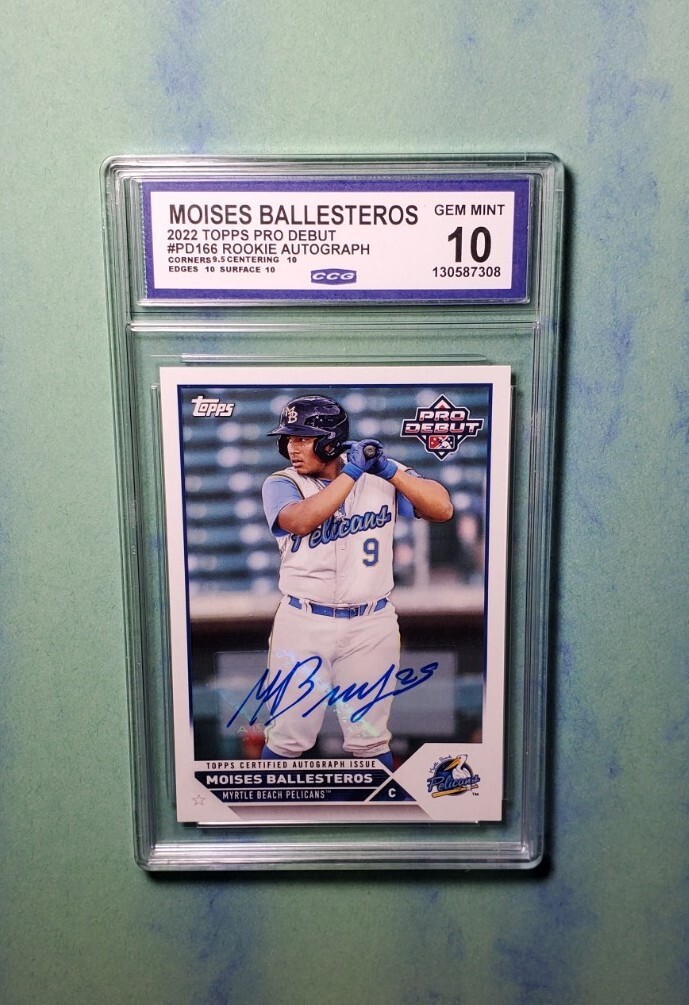 MOISES BALLESTEROS
2022 TOPPS PRO DEBUT
#PD166 ROOKIE AUTOGRAPH
CORNERS 9.5 CENTERING 10
EDGES 10 SURFACE 10
CCG
GEM MINT
10
130587308
topps
PRO
DEBUT
MB
Pelicans
9
TOPPS CERTIFIED AUTOGRAPH ISSUE
MOISES BALLESTEROS
MYRTLE BEACH PELICANS™
C
Pelicans
™